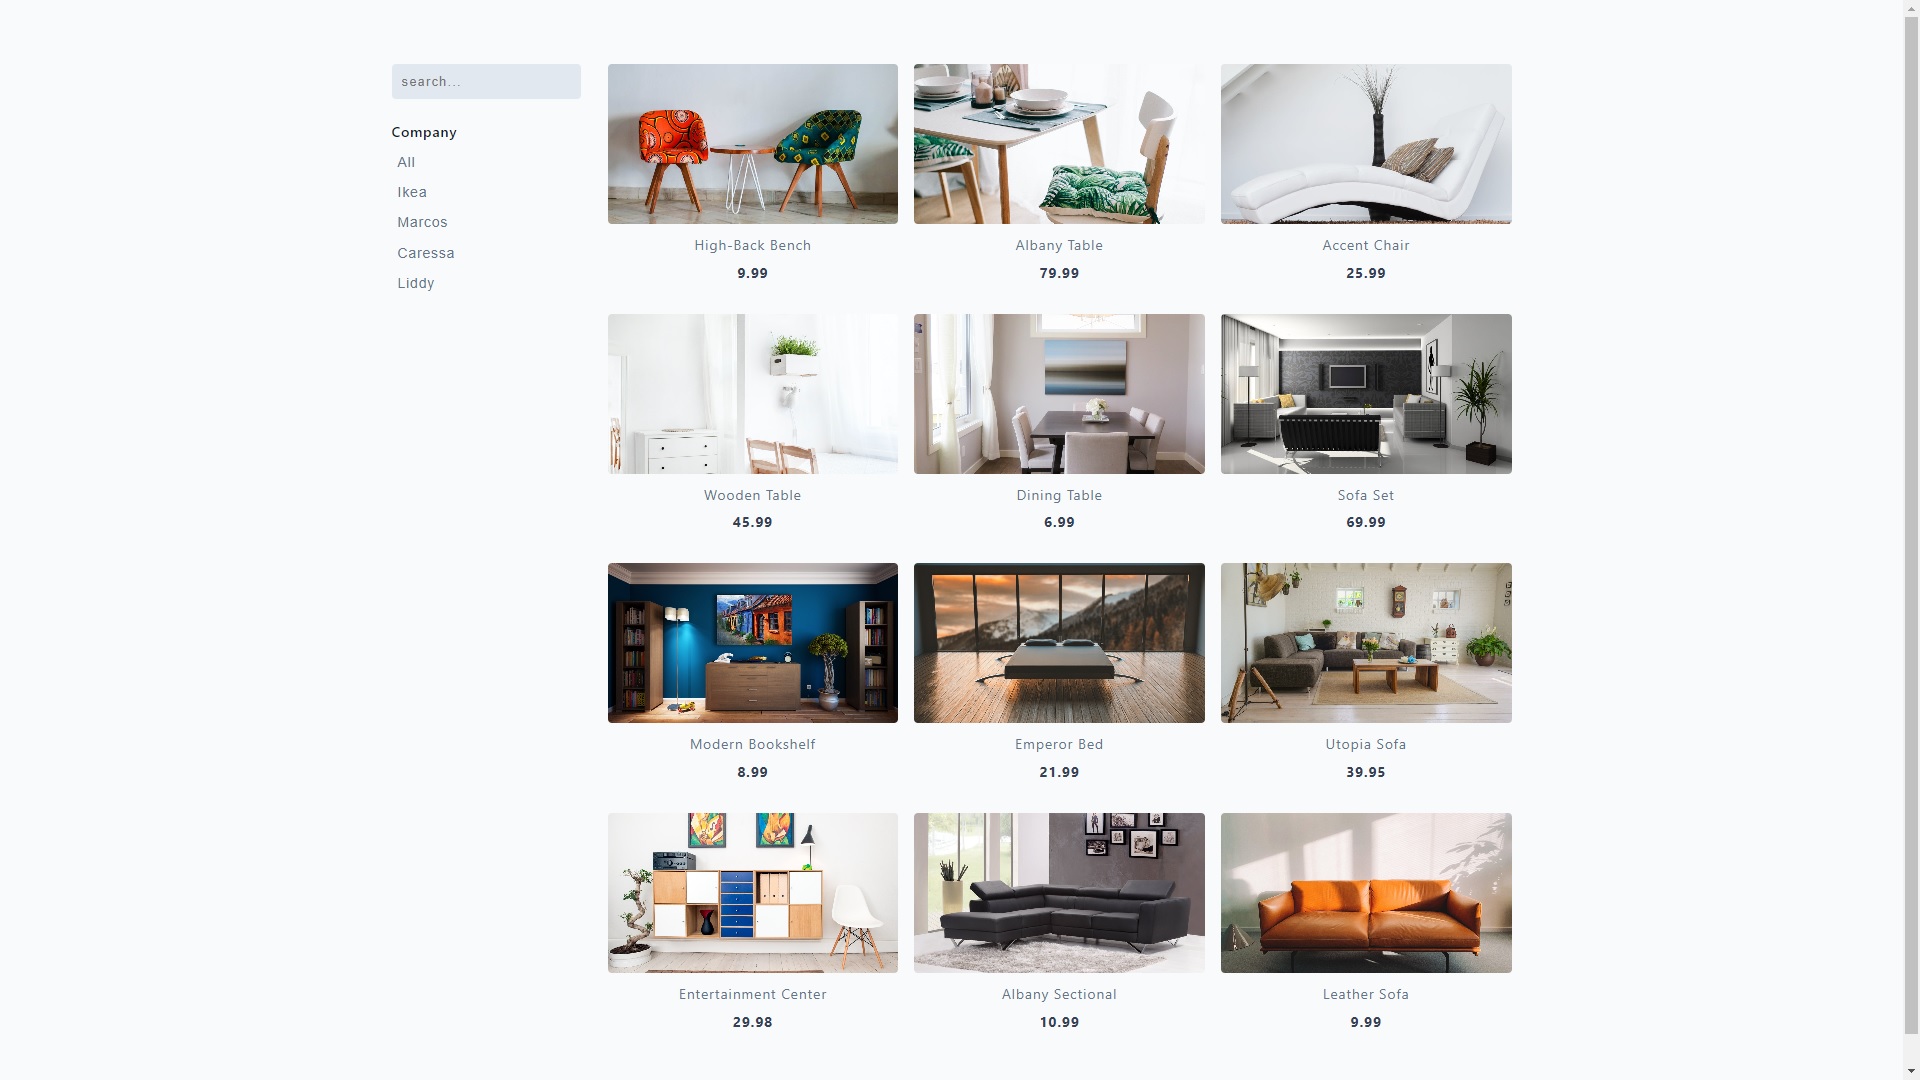 search...
Company
All
Ikea
Marcos
Caressa
Liddy
High-Back Bench
9.99
Albany Table
79.99
Accent Chair
25.99
Wooden Table
45.99
Dining Table
6.99
Sofa Set
69.99
Modern Bookshelf
8.99
Emperor Bed
21.99
Utopia Sofa
39.95
Entertainment Center
29.98
Albany Sectional
10.99
Leather Sofa
9.99